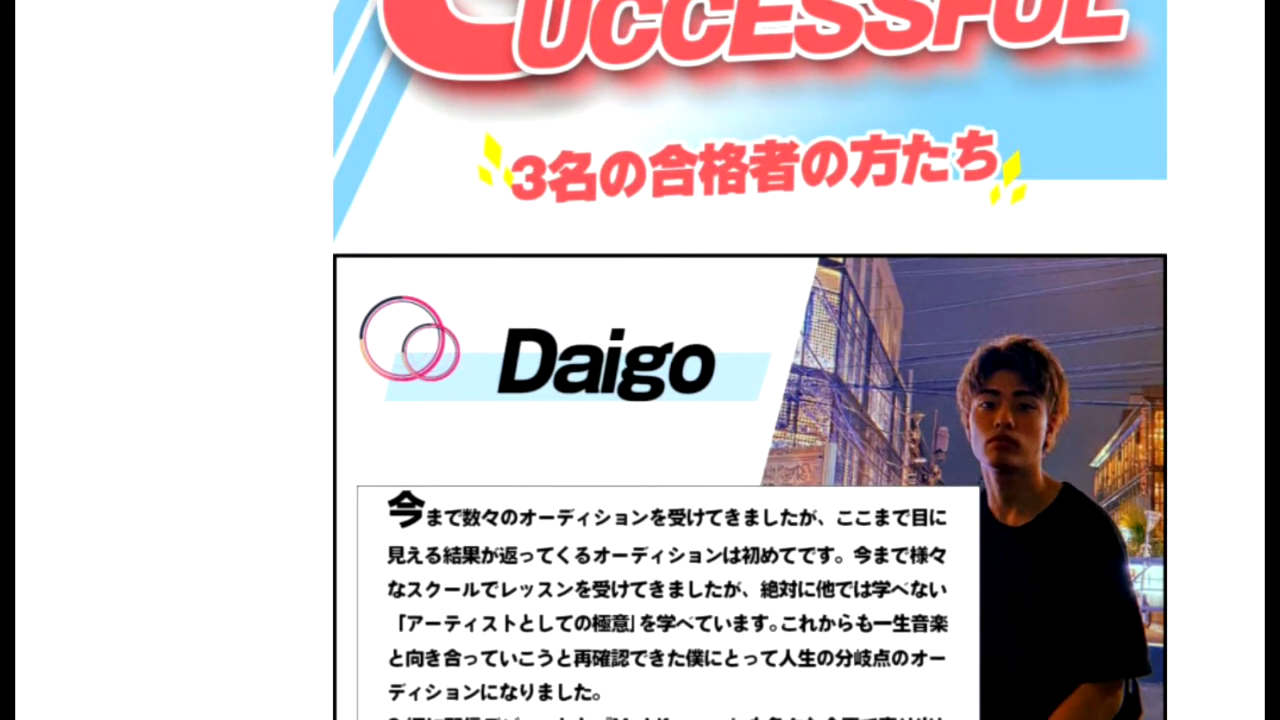 SUCCESSFUL
3名の合格者の方たち
Daigo
今まで数々のオーディションを受けてきましたが、ここまで目に
見える結果が返ってくるオーディションは初めてです。今まで様々
なスクールでレッスンを受けてきましたが、絶対に他では学べない
「アーティストとしての極意」を学べています。これからも一生音楽
と向き合っていこうと再確認できた僕にとって人生の分岐点のオー
ディションになりました。